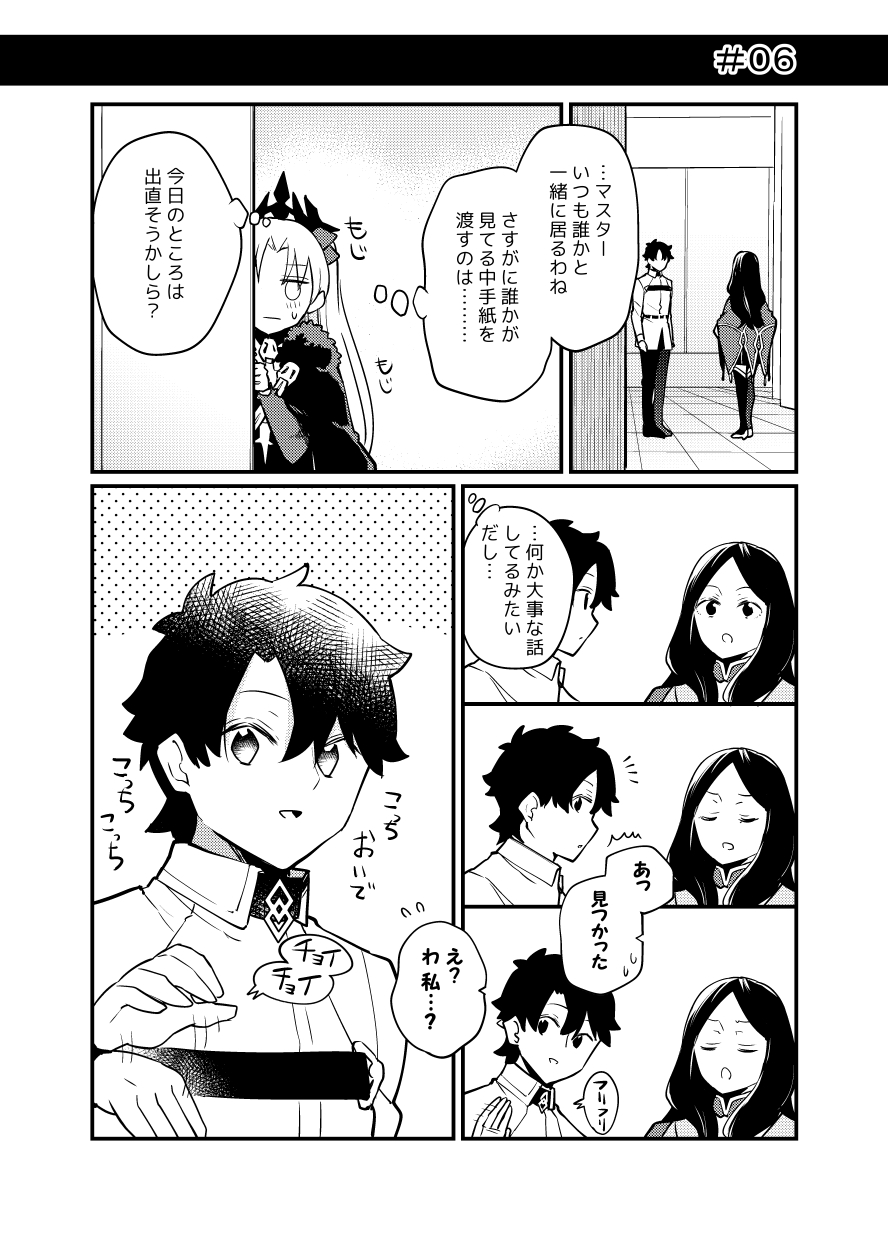 #06
…マスター
いつも誰かと
一緒に居るわね
さすがに誰かが
見てる中手紙を
渡すのは………
もじ
もじ
今日のところは
出直そうかしら?
…何か大事な話
してるみたい
だし…
あっ
見つかった
フリフリ
え?
わ私…?
こっち
おいで
こっち
こっち
チョイ
チョイ